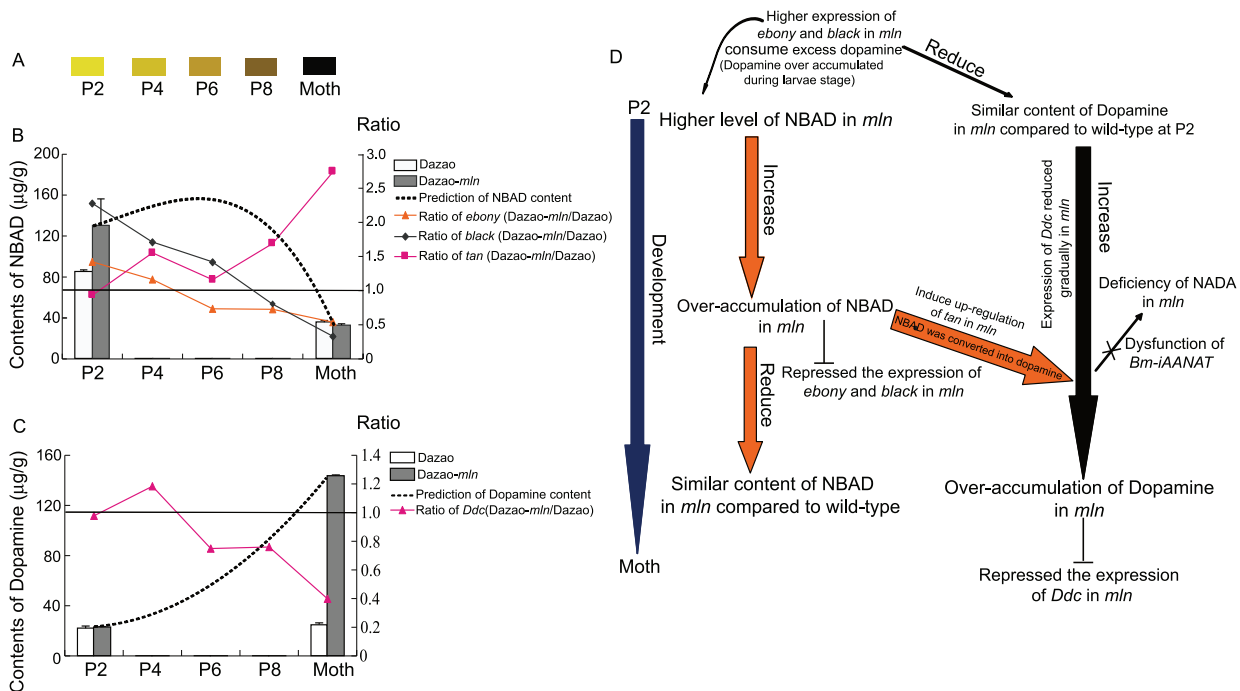 A
P2 P4 P6 P8 Moth
B
Ratio
Contents of NBAD (µg/g)
200
160
120
80
40
0
3.0
2.5
2.0
1.5
1.0
0.5
0
P2 P4 P6 P8 Moth
Dazao
Dazao-mln
Prediction of NBAD content
Ratio of ebony (Dazao-mln/Dazao)
Ratio of black (Dazao-mln/Dazao)
Ratio of tan (Dazao-mln/Dazao)
C
Ratio
Contents of Dopamine (µg/g)
160
120
80
40
0
1.4
1.2
1.0
0.8
0.6
0.4
0.2
0
P2 P4 P6 P8 Moth
Dazao
Dazao-mln
Prediction of Dopamine content
Ratio of Ddc(Dazao-mln/Dazao)
D
Higher expression of
ebony and black in mln
consume excess dopamine
(Dopamine over accumulated
during larvae stage)
Reduce
P2
Development
Moth
Higher level of NBAD in mln
Increase
Over-accumulation of NBAD
in mln
Repressed the expression of
ebony and black in mln
Reduce
Similar content of NBAD
in mln compared to wild-type
Induce up-regulation
of tan in mln
NBAD was converted into dopamine
Similar content of Dopamine
in mln compared to wild-type at P2
Expression of Ddc reduced
gradually in mln
Increase
Deficiency of NADA
in mln
Dysfunction of
Bm-iAANAT
Over-accumulation of Dopamine
in mln
Repressed the expression
of Ddc in mln